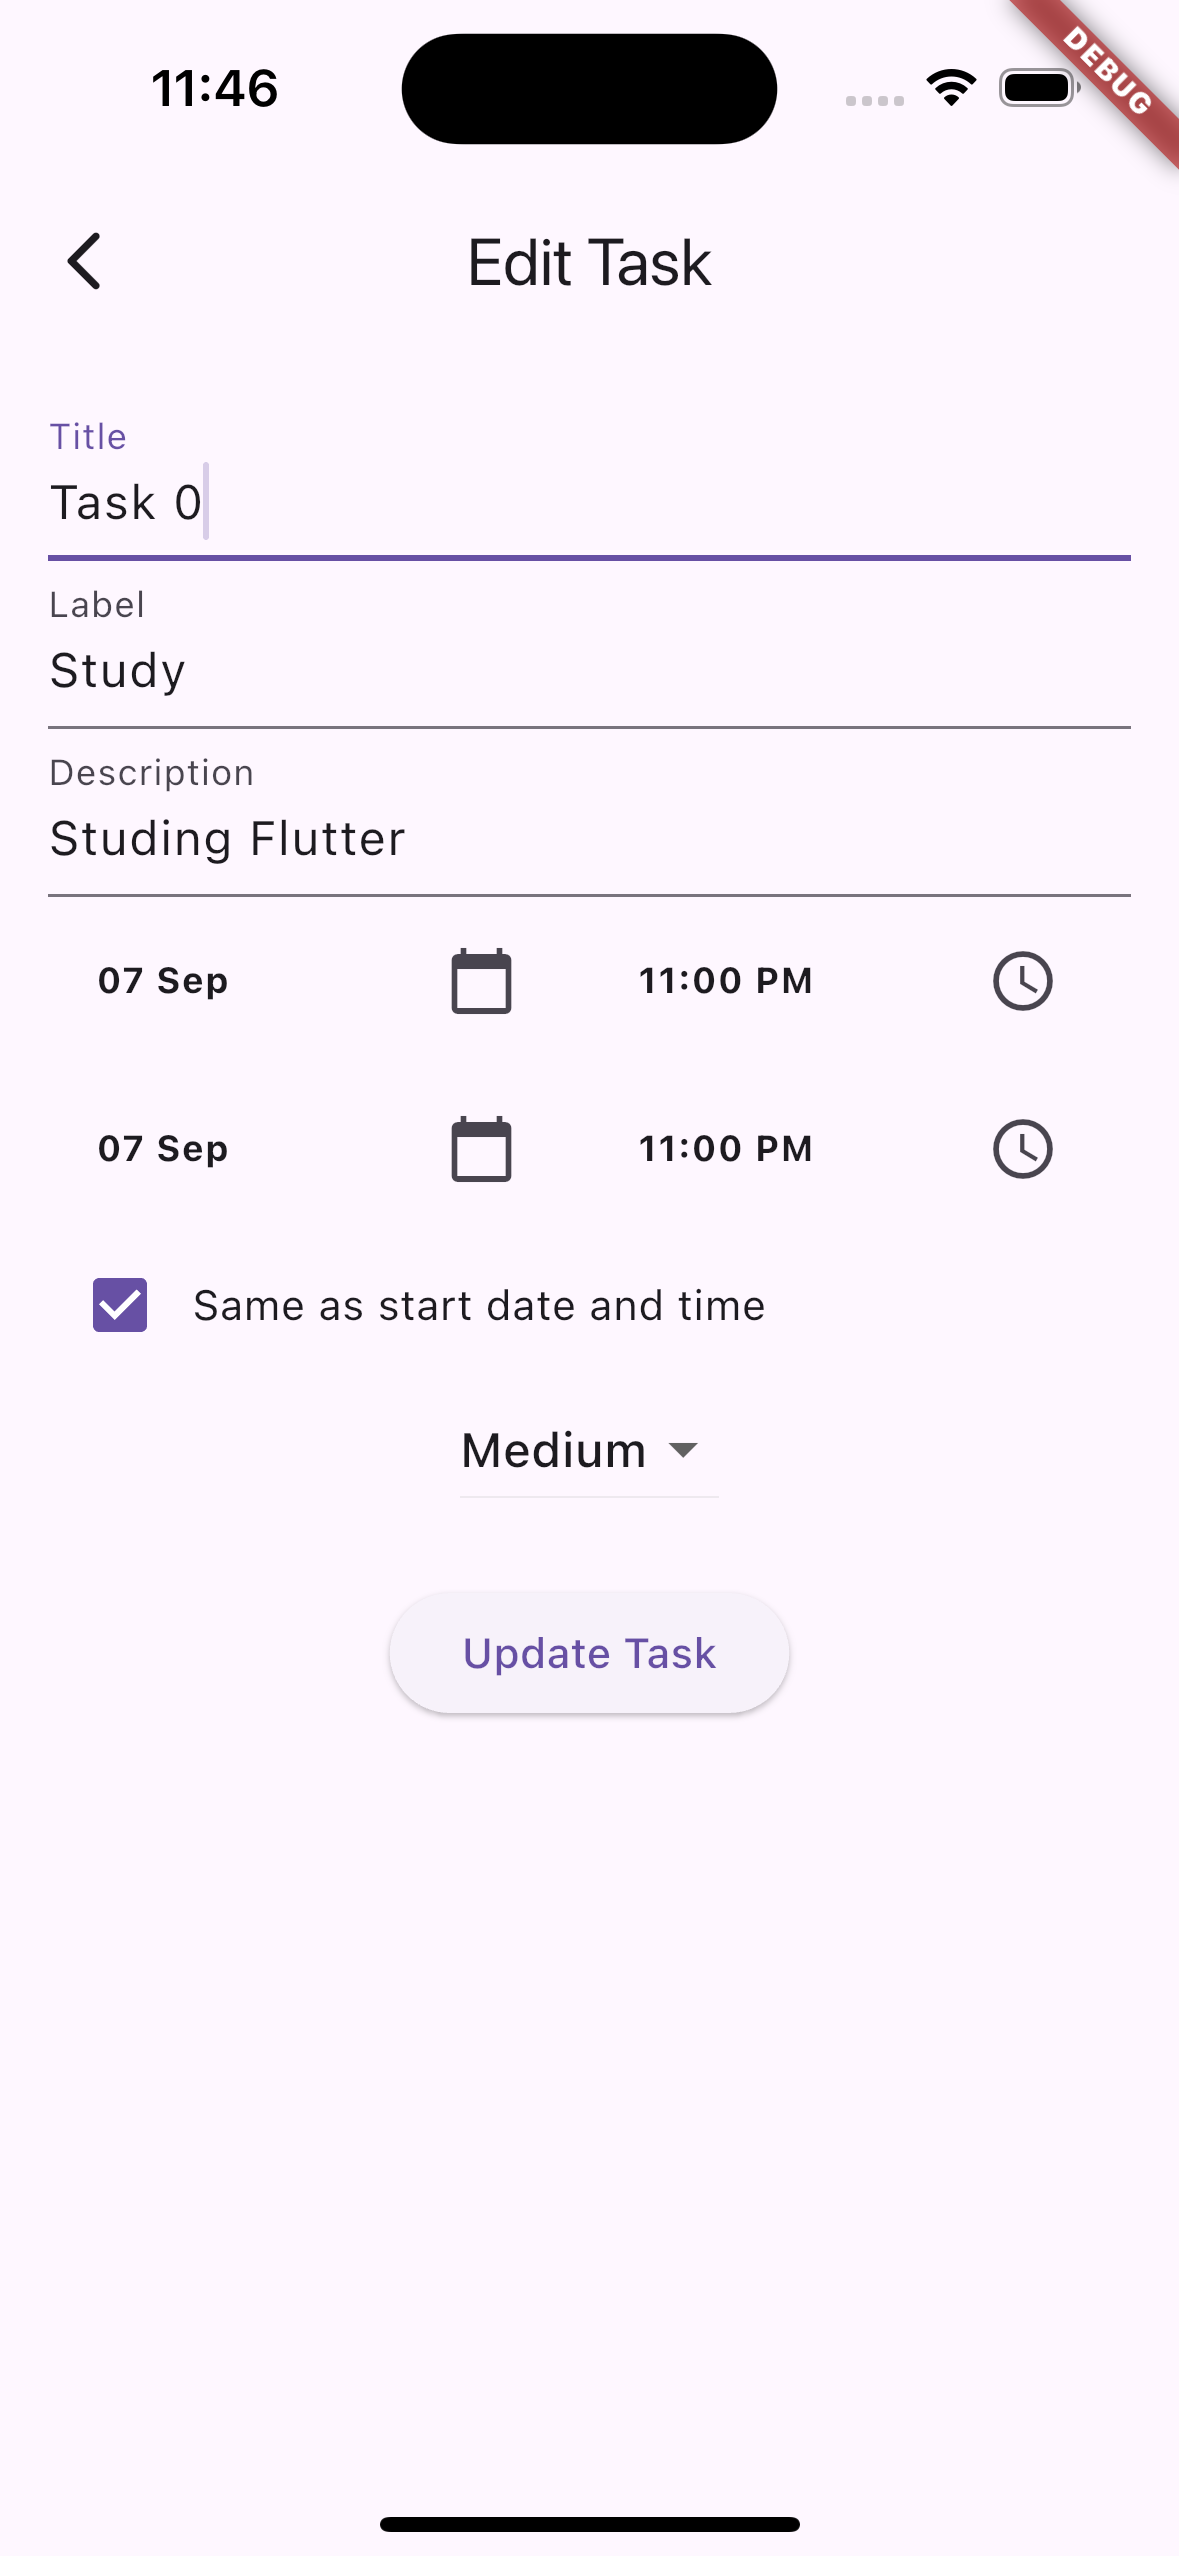 11:46
DEBUG
Edit Task
Title
Task 0
Label
Study
Description
Studing Flutter
07 Sep 11:00 PM
07 Sep 11:00 PM
Same as start date and time
Medium
Update Task